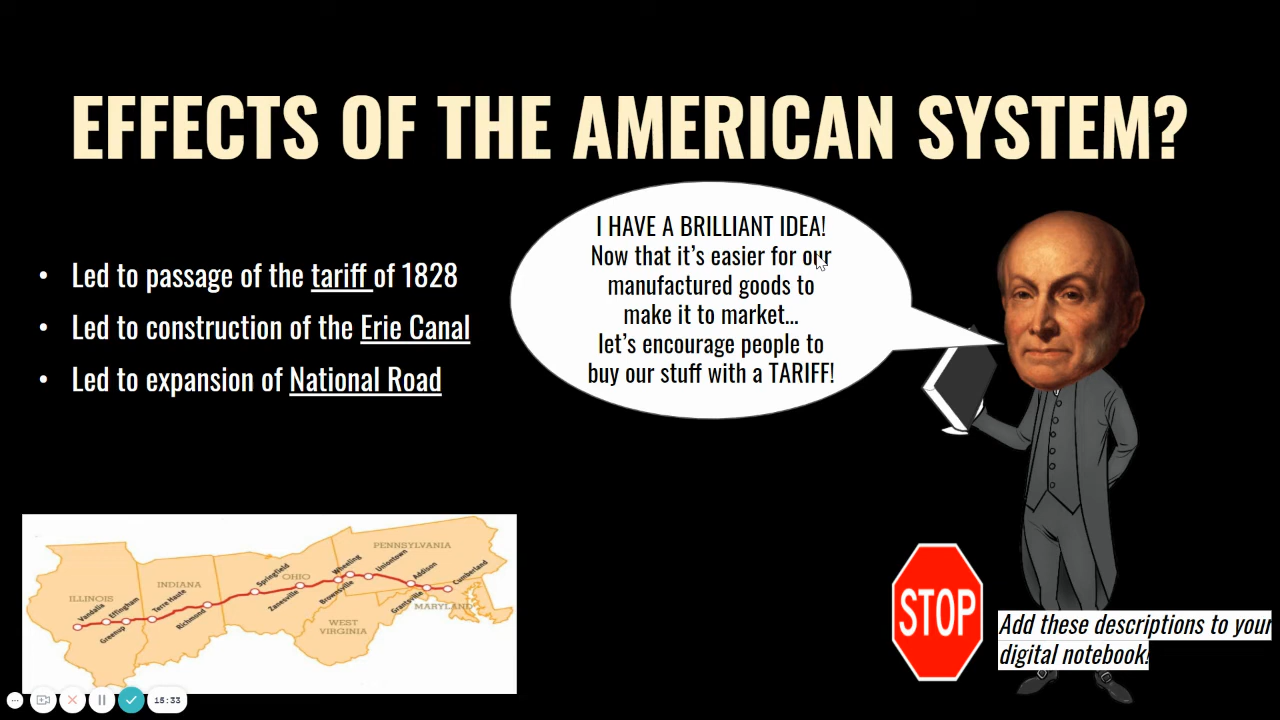 EFFECTS OF THE AMERICAN SYSTEM?
• Led to passage of the tariff of 1828
• Led to construction of the Erie Canal
• Led to expansion of National Road
I HAVE A BRILLIANT IDEA!
Now that it's easier for our
manufactured goods to
make it to market...
let's encourage people to
buy our stuff with a TARIFF!
ILLINOIS
Vandalia
Effingham
Greenup
INDIANA
Terre Haute
Richmond
OHIO
Springfield
Zanesville
Wheeling
Brownsville
WEST
VIRGINIA
PENNSYLVANIA
Uniontown
Addison
Grantsville
Cumberland
MARYLAND
STOP
Add these descriptions to your
digital notebook!
15:33